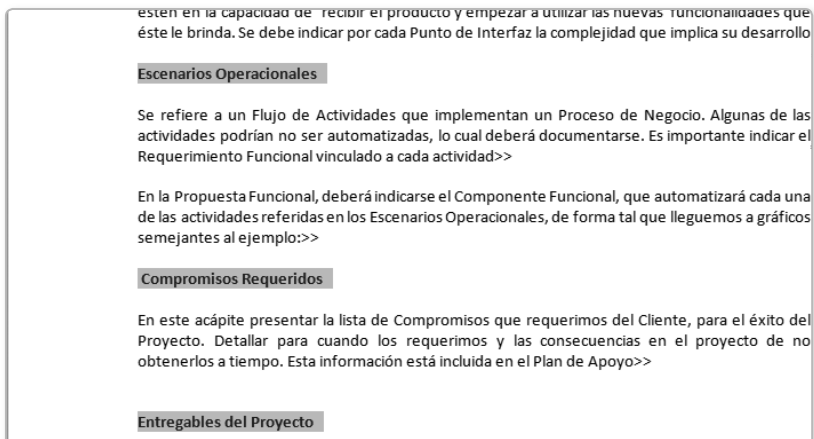 estén en la capacidad de recibir el producto y empezar a utilizar las nuevas funcionalidades que
éste le brinda. Se debe indicar por cada Punto de Interfaz la complejidad que implica su desarrollo
Escenarios Operacionales
Se refiere a un Flujo de Actividades que implementan un Proceso de Negocio. Algunas de las
actividades podrían no ser automatizadas, lo cual deberá documentarse. Es importante indicar el
Requerimiento Funcional vinculado a cada actividad>>
En la Propuesta Funcional, deberá indicarse el Componente Funcional, que automatizará cada una
de las actividades referidas en los Escenarios Operacionales, de forma tal que lleguemos a gráficos
semejantes al ejemplo:>>
Compromisos Requeridos
En este acápite presentar la lista de Compromisos que requerimos del Cliente, para el éxito del
Proyecto. Detallar para cuando los requerimos y las consecuencias en el proyecto de no
obtenerlos a tiempo. Esta información está incluida en el Plan de Apoyo>>
Entregables del Proyecto